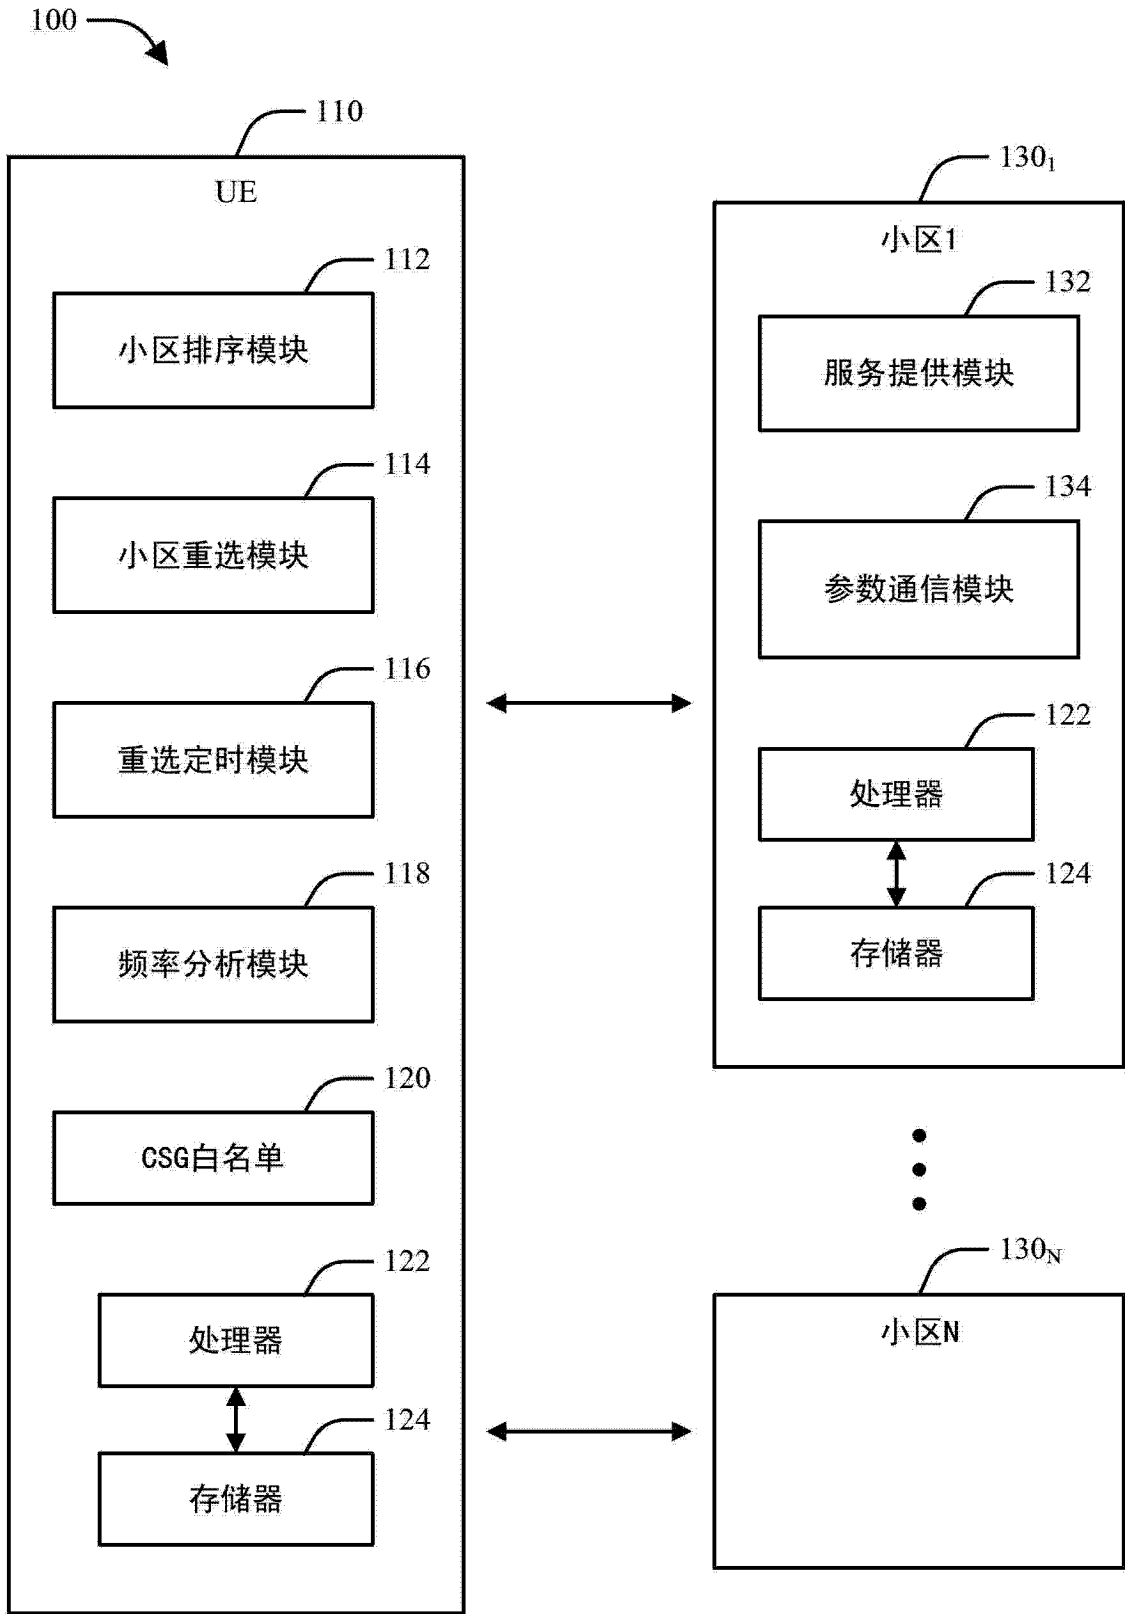 100
110
UE
112
小区排序模块
114
小区重选模块
116
重选定时模块
118
频率分析模块
120
CSG白名单
122
处理器
124
存储器
130₁
小区1
132
服务提供模块
134
参数通信模块
122
处理器
124
存储器
130N
小区N